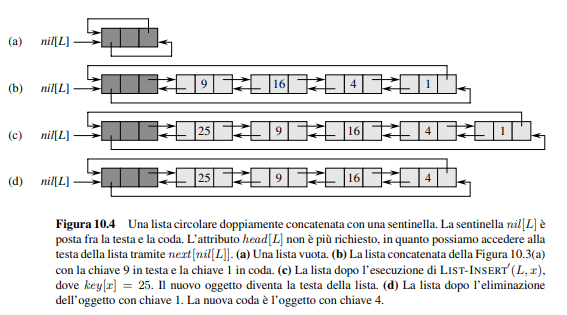 (a) nil[L]
(b) nil[L] 9 16 4 1
(c) nil[L] 25 9 16 4 1
(d) nil[L] 25 9 16 4
Figura 10.4 Una lista circolare doppiamente concatenata con una sentinella. La sentinella nil[L] è
posta fra la testa e la coda. L'attributo head[L] non è più richiesto, in quanto possiamo accedere alla
testa della lista tramite next[nil[L]]. (a) Una lista vuota. (b) La lista concatenata della Figura 10.3(a)
con la chiave 9 in testa e la chiave 1 in coda. (c) La lista dopo l'esecuzione di LIST-INSERT′(L, x),
dove key[x] = 25. Il nuovo oggetto diventa la testa della lista. (d) La lista dopo l'eliminazione
dell'oggetto con chiave 1. La nuova coda è l'oggetto con chiave 4.